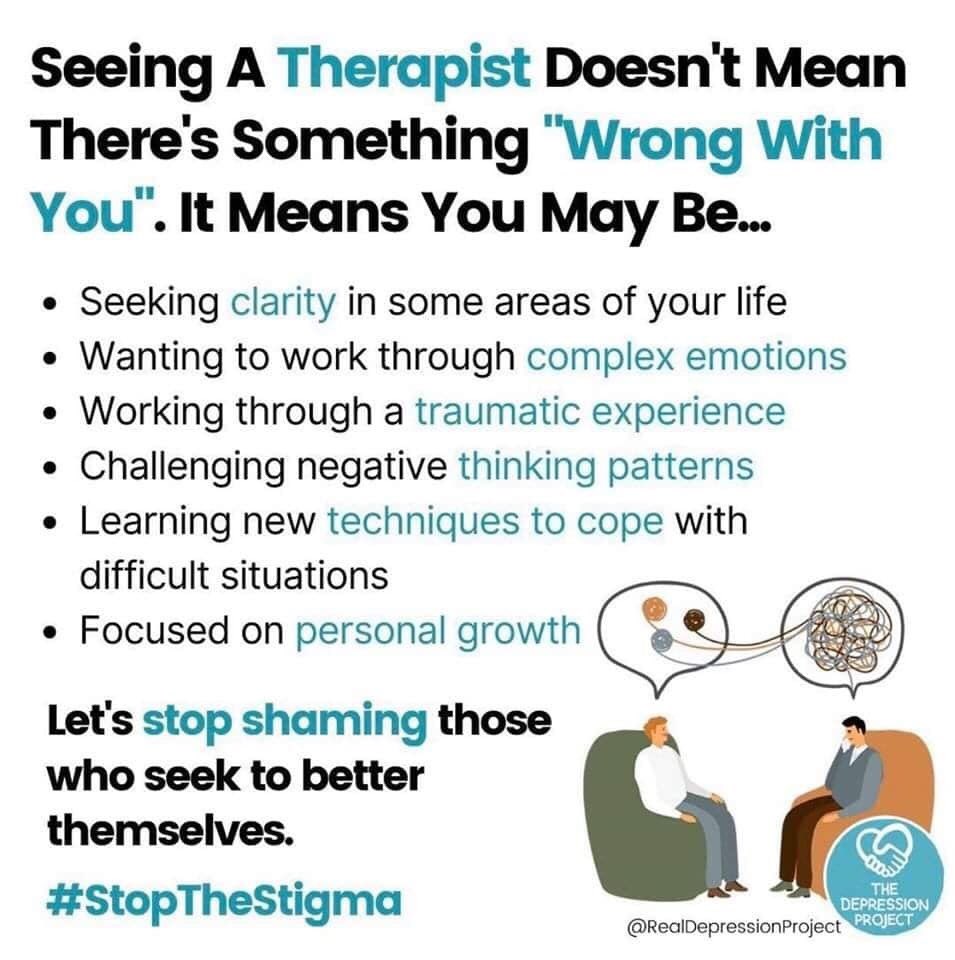 Seeing A Therapist Doesn't Mean
There's Something "Wrong With
You". It Means You May Be...
• Seeking clarity in some areas of your life
• Wanting to work through complex emotions
• Working through a traumatic experience
• Challenging negative thinking patterns
• Learning new techniques to cope with
difficult situations
• Focused on personal growth
Let's stop shaming those
who seek to better
themselves.
#StopTheStigma
@RealDepressionProject
THE
DEPRESSION
PROJECT